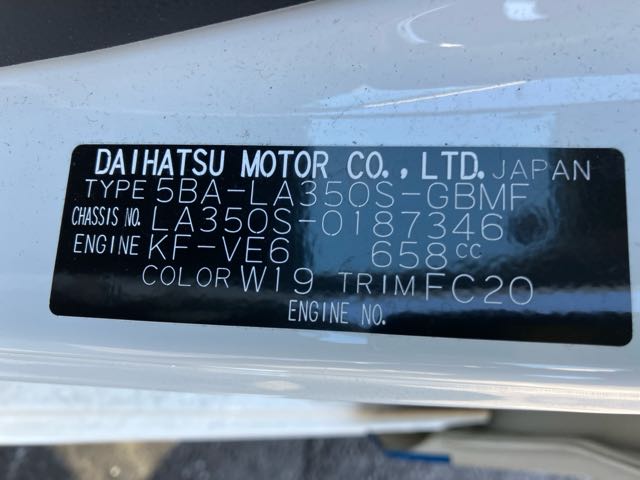 DAIHATSU MOTOR CO., LTD. JAPAN
TYPE 5BA-LA350S-GBMF
CHASSIS NO. LA350S-0187346
ENGINE KF-VE6 658cc
COLOR W19 TRIM FC20
ENGINE NO.